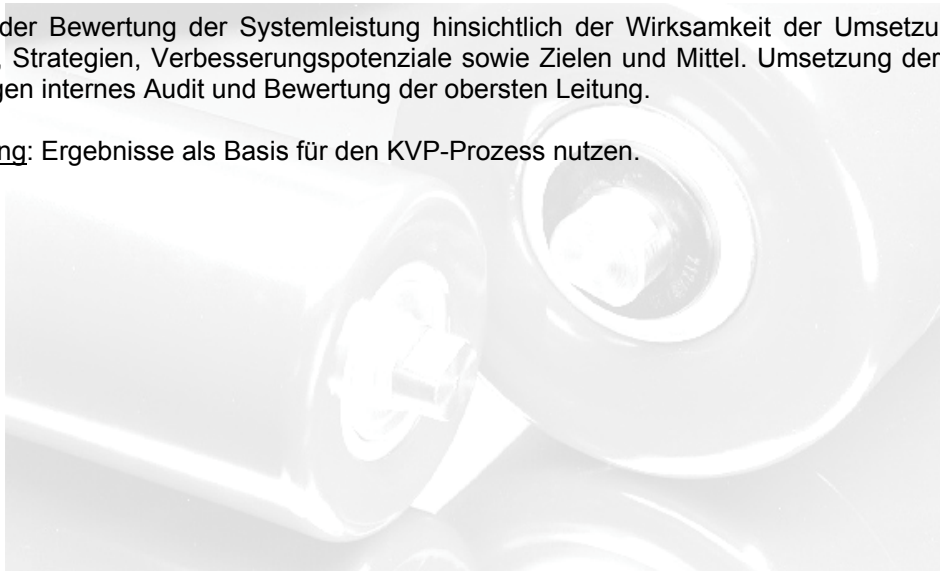 der Bewertung der Systemleistung hinsichtlich der Wirksamkeit der Umsetzu
, Strategien, Verbesserungspotenziale sowie Zielen und Mittel. Umsetzung der
gen internes Audit und Bewertung der obersten Leitung.
ng: Ergebnisse als Basis für den KVP-Prozess nutzen.